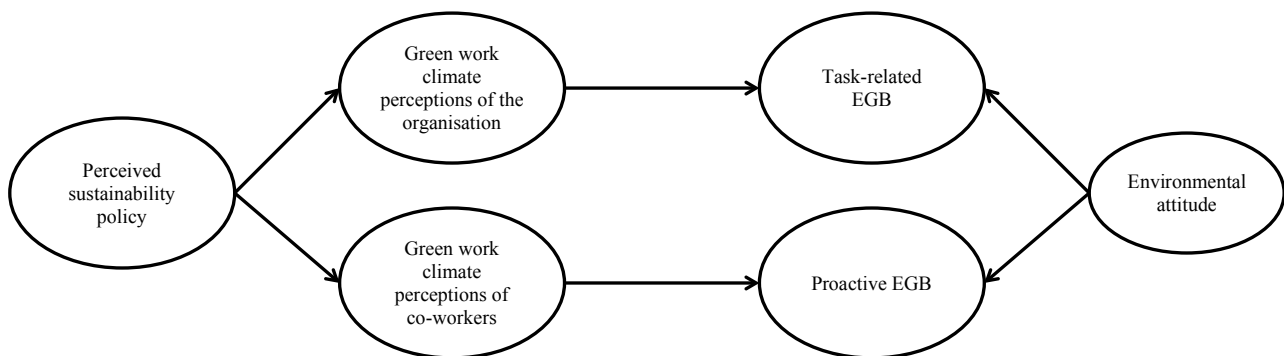 Perceived
sustainability
policy
Green work
climate
perceptions of the
organisation
Green work
climate
perceptions of
co-workers
Task-related
EGB
Proactive EGB
Environmental
attitude